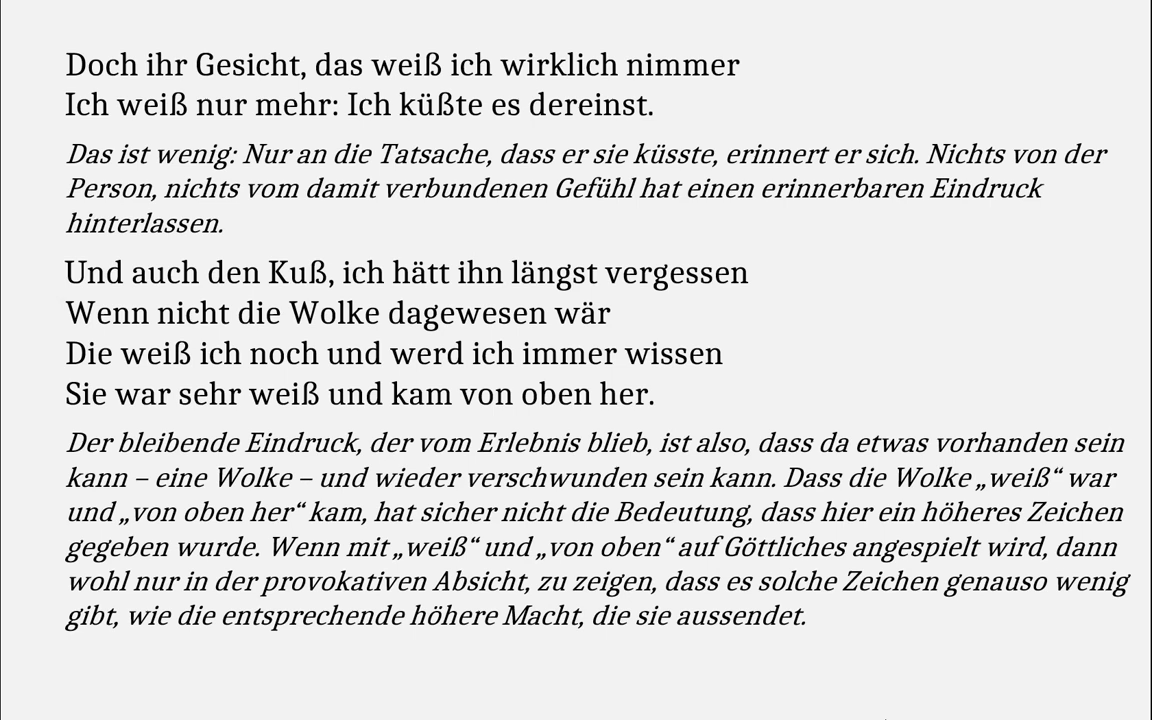 Doch ihr Gesicht, das weiß ich wirklich nimmer
Ich weiß nur mehr: Ich küßte es dereinst.
Das ist wenig: Nur an die Tatsache, dass er sie küsste, erinnert er sich. Nichts von der
Person, nichts vom damit verbundenen Gefühl hat einen erinnerbaren Eindruck
hinterlassen.
Und auch den Kuß, ich hätt ihn längst vergessen
Wenn nicht die Wolke dagewesen wär
Die weiß ich noch und werd ich immer wissen
Sie war sehr weiß und kam von oben her.
Der bleibende Eindruck, der vom Erlebnis blieb, ist also, dass da etwas vorhanden sein
kann – eine Wolke – und wieder verschwunden sein kann. Dass die Wolke „weiß“ war
und „von oben her“ kam, hat sicher nicht die Bedeutung, dass hier ein höheres Zeichen
gegeben wurde. Wenn mit „weiß“ und „von oben“ auf Göttliches angespielt wird, dann
wohl nur in der provokativen Absicht, zu zeigen, dass es solche Zeichen genauso wenig
gibt, wie die entsprechende höhere Macht, die sie aussendet.